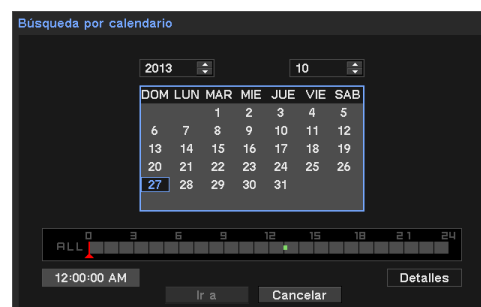 Búsqueda por calendario
2013 10
DOM LUN MAR MIE JUE VIE SAB
1 2 3 4 5
6 7 8 9 10 11 12
13 14 15 16 17 18 19
20 21 22 23 24 25 26
27 28 29 30 31
0 3 6 9 12 15 18 21 24
ALL
12:00:00 AM Detalles
Ir a Cancelar